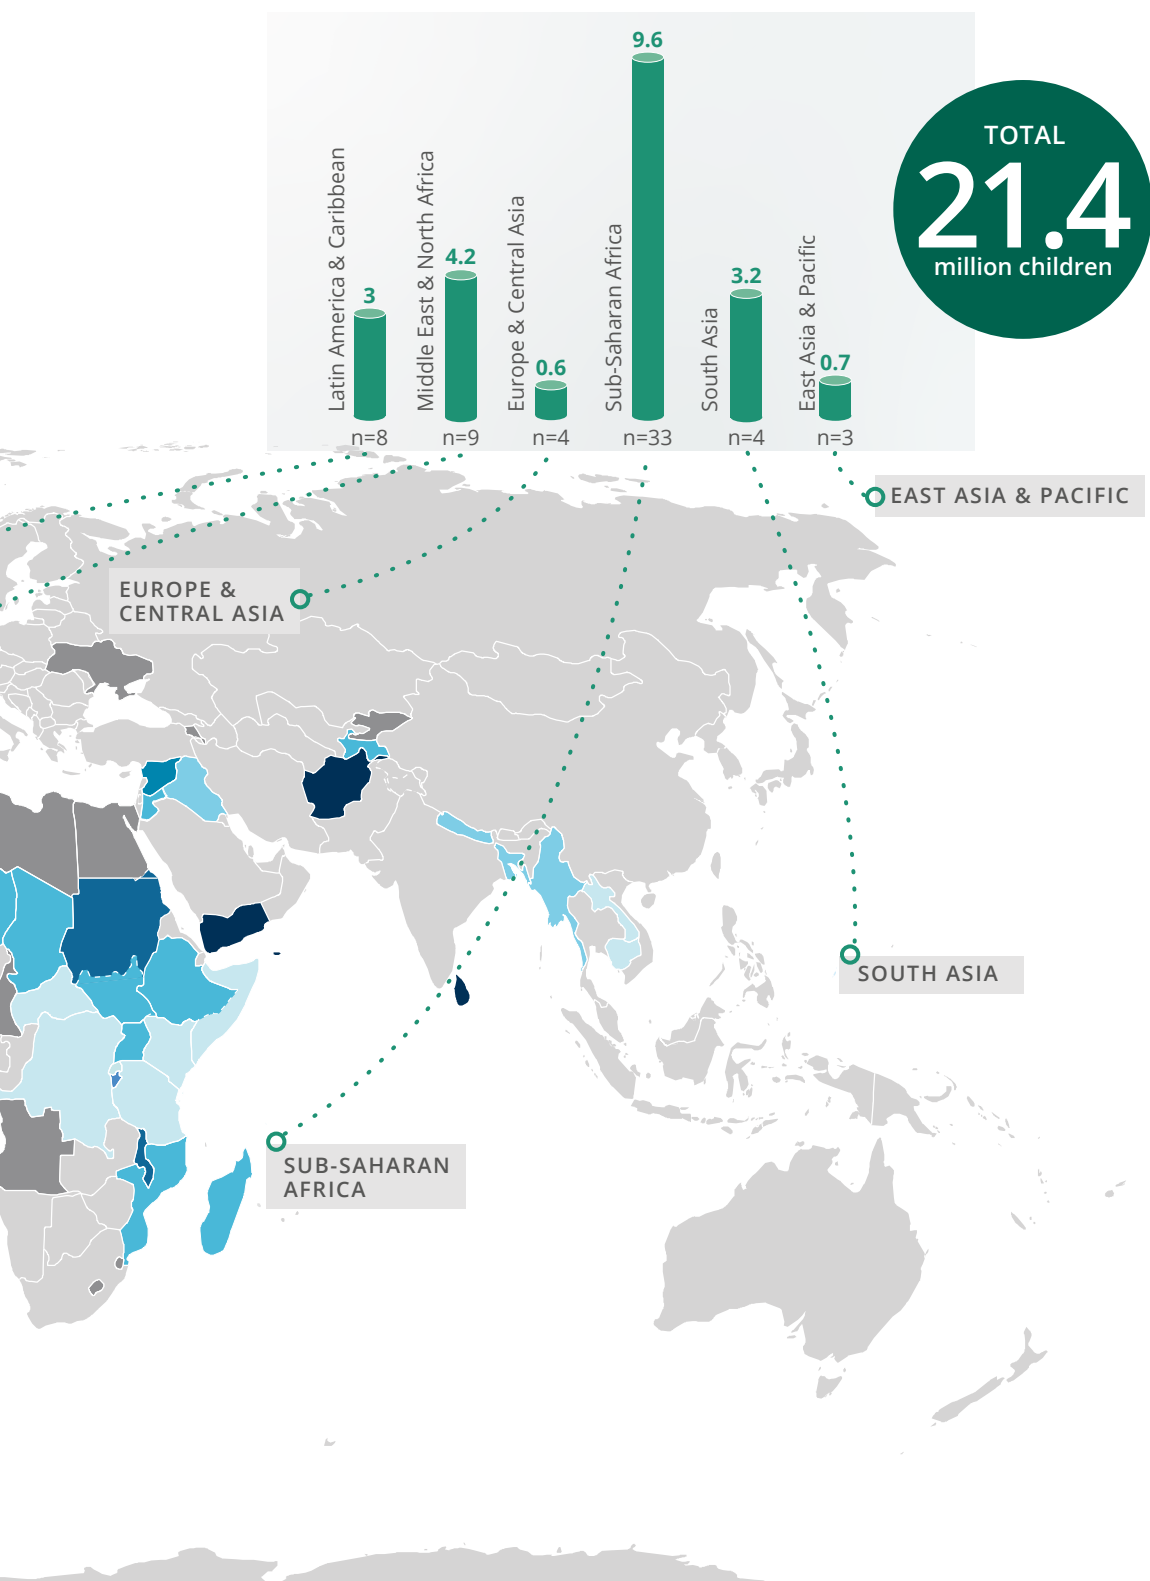 9.6
4.2
3
0.6
3.2
0.7
Latin America & Caribbean
Middle East & North Africa
Europe & Central Asia
Sub-Saharan Africa
South Asia
East Asia & Pacific
n=8
n=9
n=4
n=33
n=4
n=3
TOTAL
21.4
million children
EAST ASIA & PACIFIC
EUROPE &
CENTRAL ASIA
SOUTH ASIA
SUB-SAHARAN
AFRICA